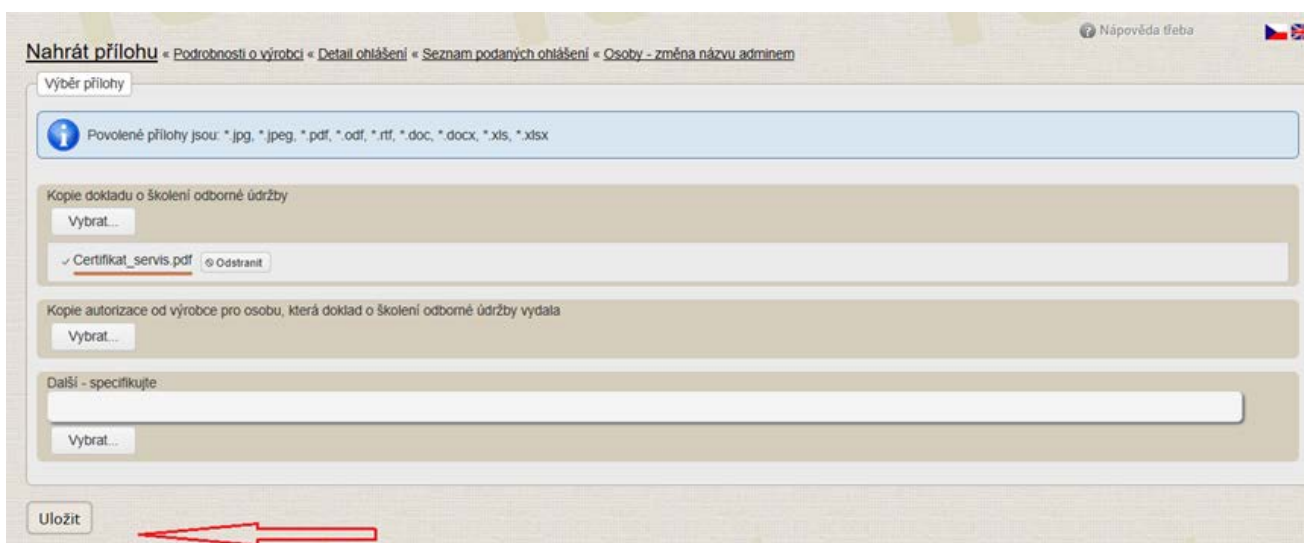 Nápověda třeba
Nahrát přílohu « Podrobnosti o výrobci « Detail ohlášení « Seznam podaných ohlášení « Osoby - změna názvu adminem
Výběr přílohy
Povolené přílohy jsou: *.jpg, *.jpeg, *.pdf, *.odf, *.rtf, *.doc, *.docx, *.xls, *.xlsx
Kopie dokladu o školení odborné údržby
Vybrat...
Certifikat_servis.pdf Odstranit
Kopie autorizace od výrobce pro osobu, která doklad o školení odborné údržby vydala
Vybrat...
Další - specifikujte
Vybrat...
Uložit